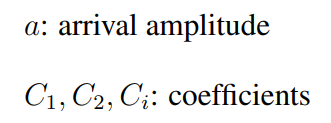 a: arrival amplitude
C₁, C₂, Cᵢ: coefficients